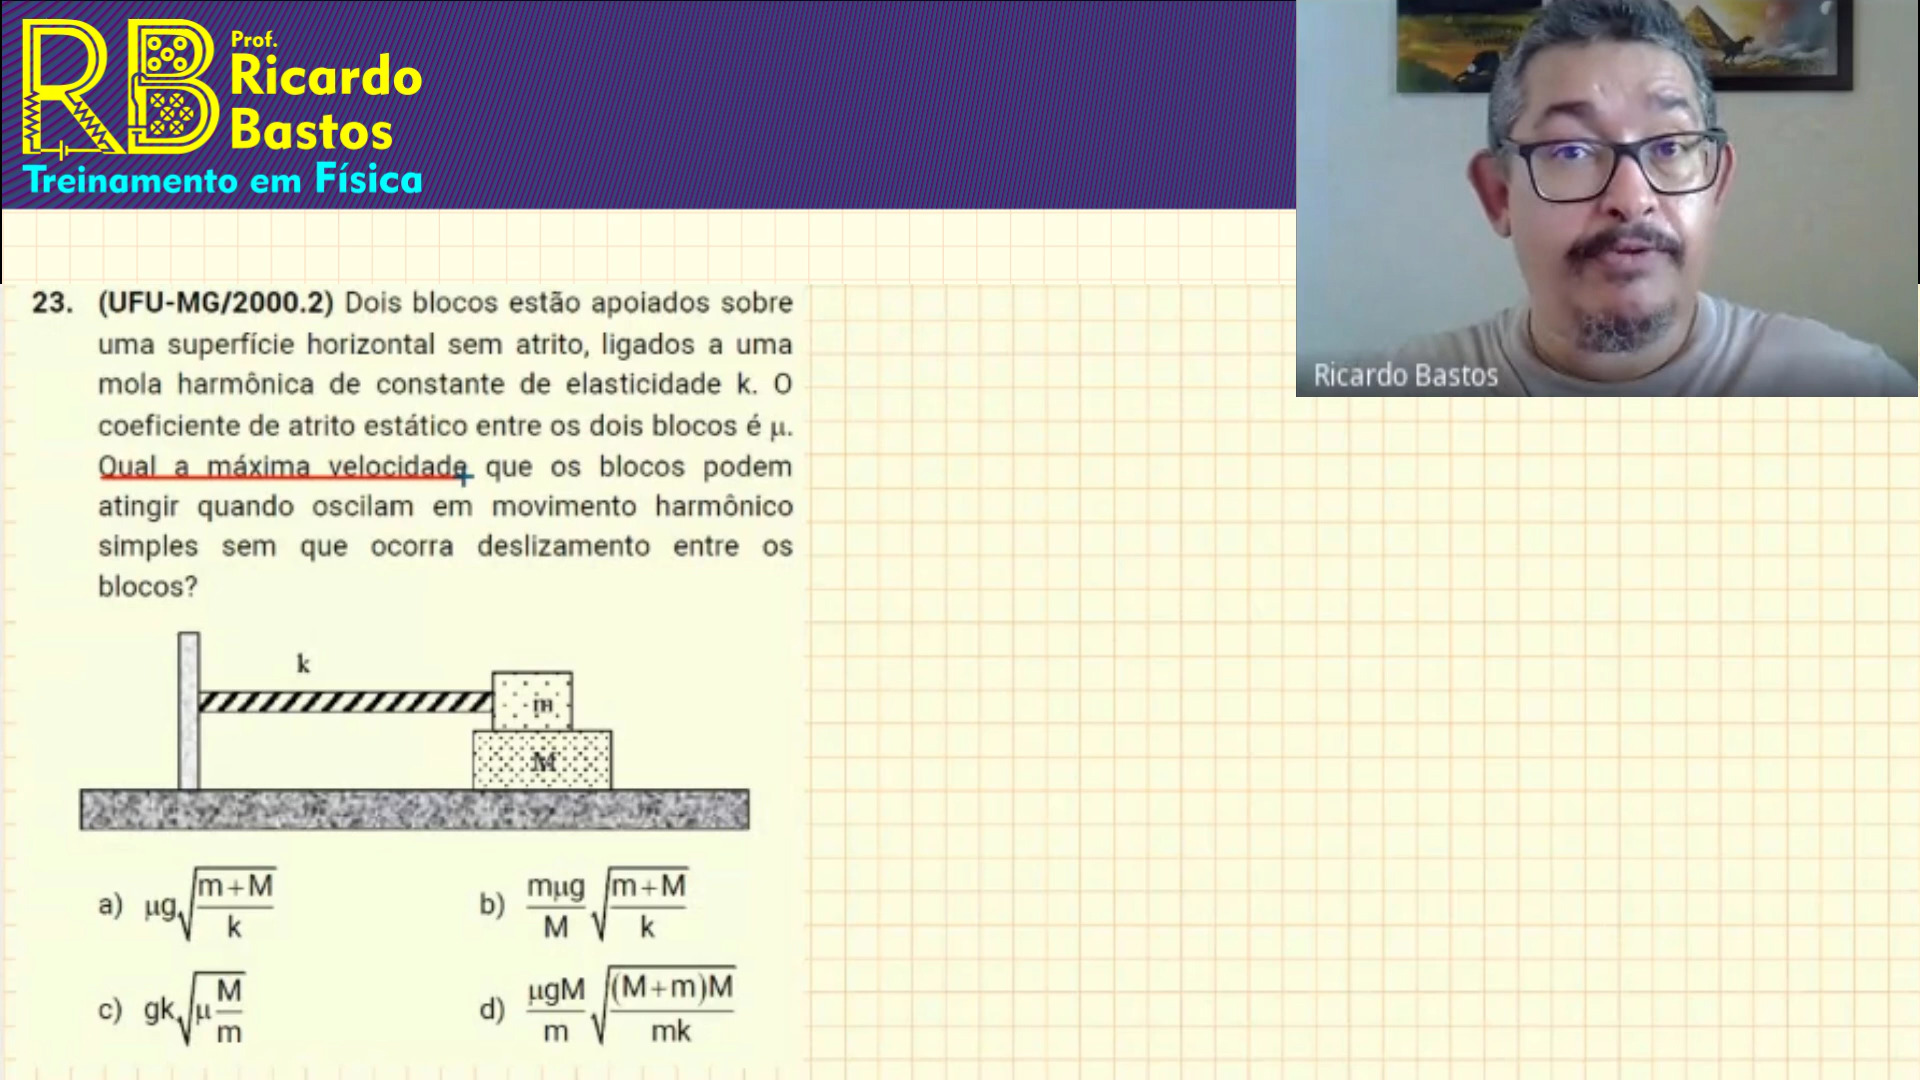 RB
Prof.
Ricardo
Bastos
Treinamento em Física
Ricardo Bastos
23. (UFU-MG/2000.2) Dois blocos estão apoiados sobre
uma superfície horizontal sem atrito, ligados a uma
mola harmônica de constante de elasticidade k. O
coeficiente de atrito estático entre os dois blocos é μ.
Qual a máxima velocidade que os blocos podem
atingir quando oscilam em movimento harmônico
simples sem que ocorra deslizamento entre os
blocos?
k
m
M
a) μg√((m+M)/k)
b) (mμg/M)√((m+M)/k)
c) gk√(μ M/m)
d) (μgM/m)√((M+m)M/mk)